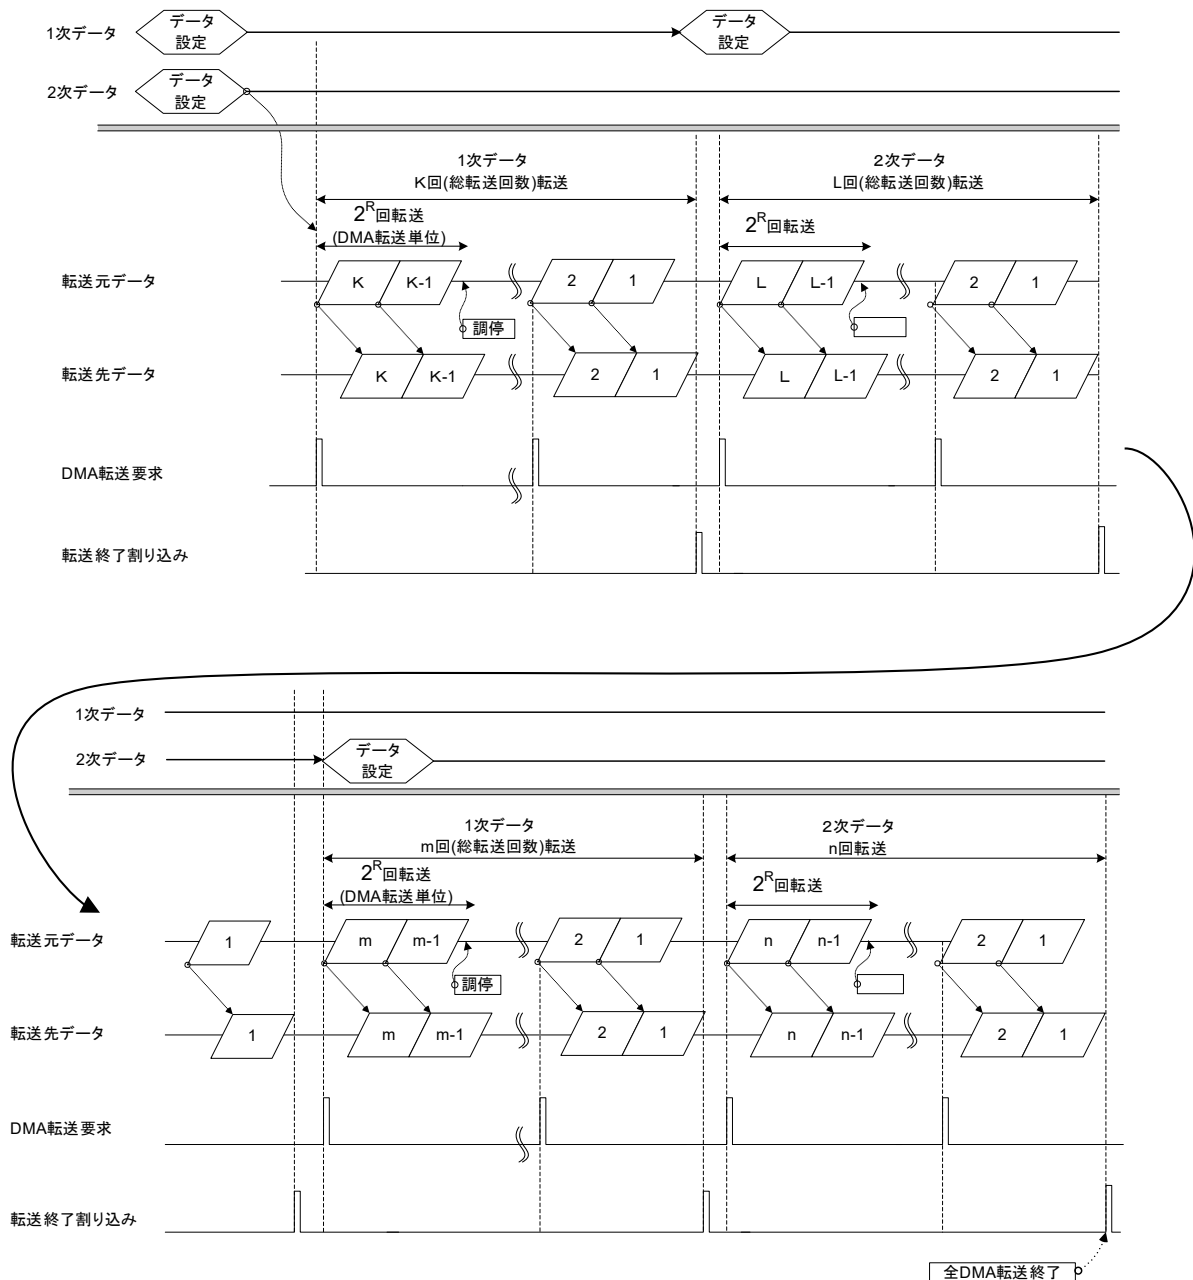 1次データ
データ
設定
データ
設定
2次データ
データ
設定
1次データ
K回(総転送回数)転送
2次データ
L回(総転送回数)転送
2R回転送
(DMA転送単位)
2R回転送
転送元データ
K
K-1
2
1
L
L-1
2
1
調停
転送先データ
K
K-1
2
1
L
L-1
2
1
DMA転送要求
転送終了割り込み
1次データ
2次データ
データ
設定
1次データ
m回(総転送回数)転送
2次データ
n回転送
2R回転送
(DMA転送単位)
2R回転送
転送元データ
1
m
m-1
2
1
n
n-1
2
1
調停
転送先データ
1
m
m-1
2
1
n
n-1
2
1
DMA転送要求
転送終了割り込み
全DMA転送終了